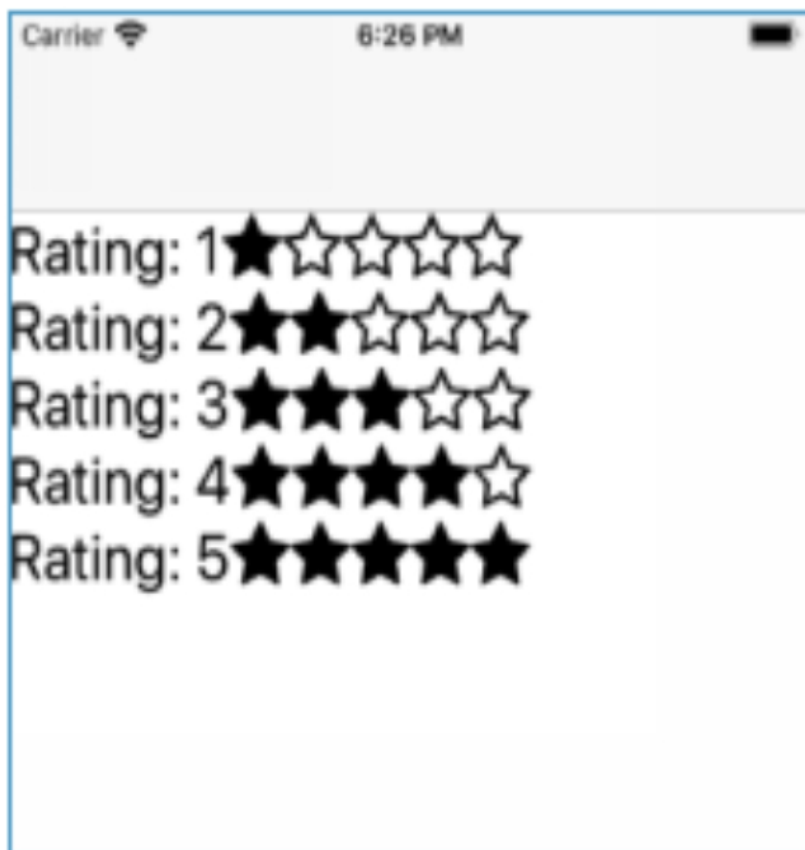 Carrier 6:26 PM
Rating: 1★☆☆☆☆
Rating: 2★★☆☆☆
Rating: 3★★★☆☆
Rating: 4★★★★☆
Rating: 5★★★★★